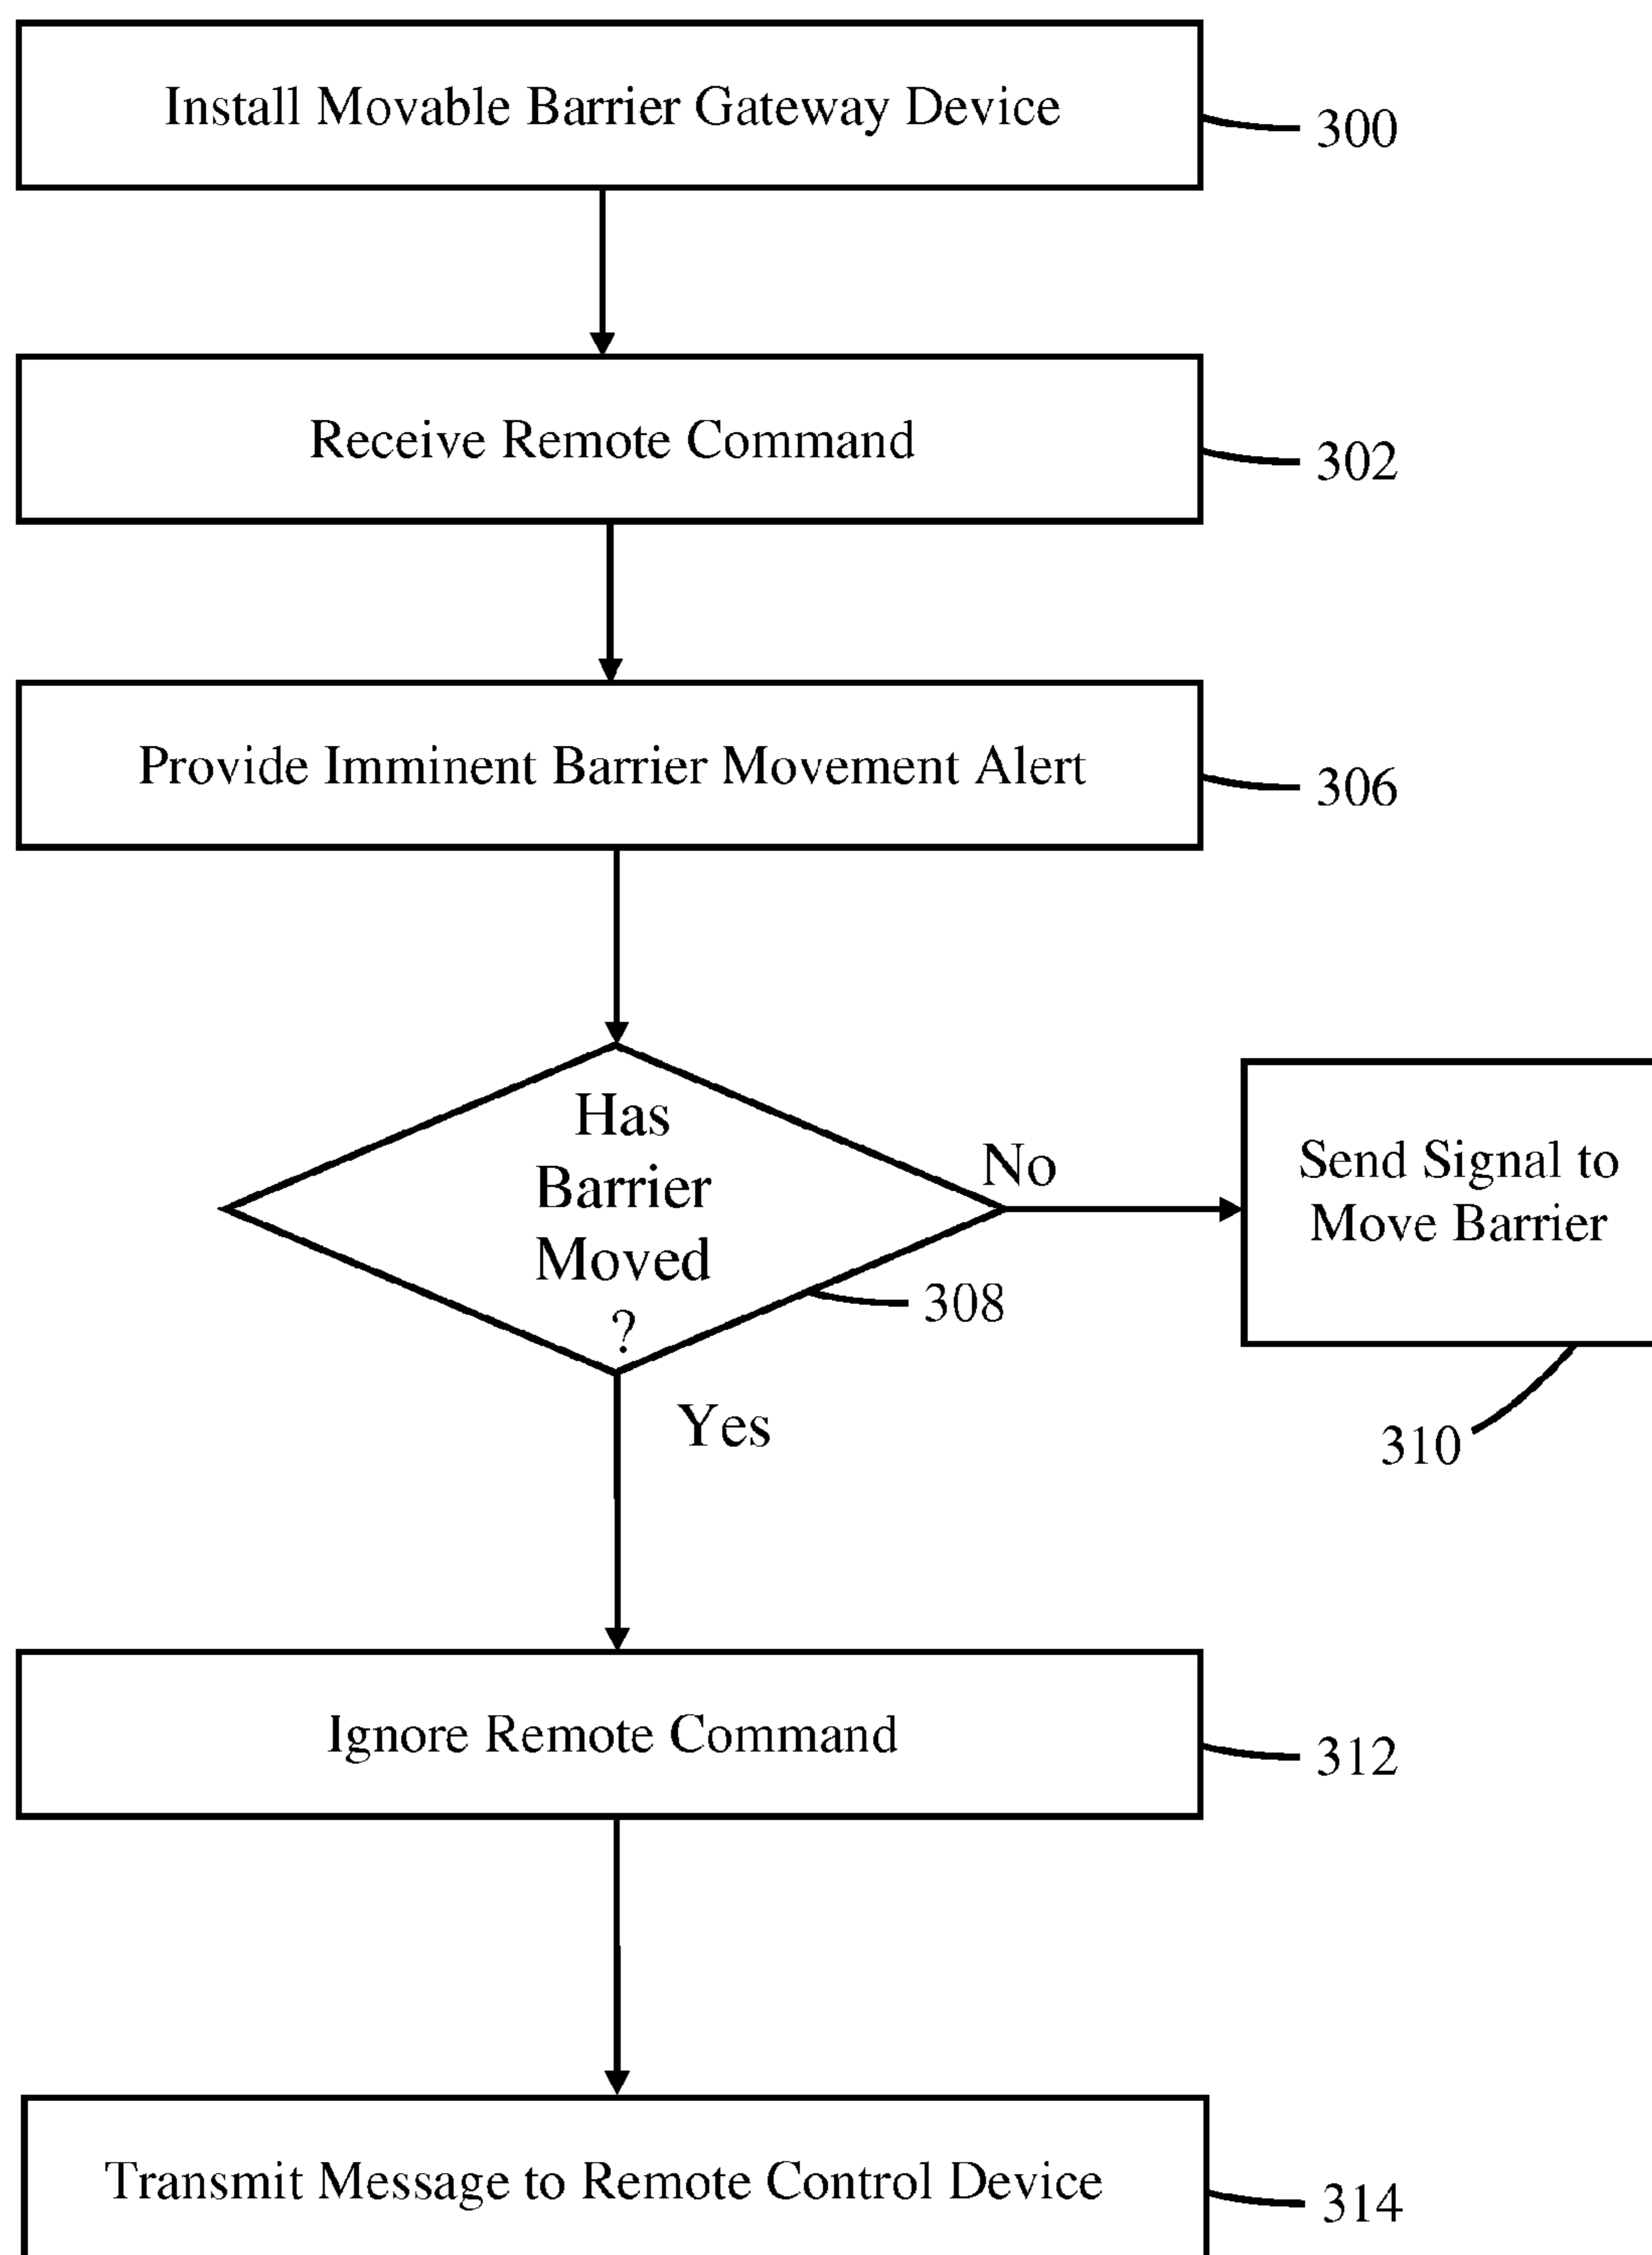 Install Movable Barrier Gateway Device
300
Receive Remote Command
302
Provide Imminent Barrier Movement Alert
306
Has
Barrier
Moved
?
No
308
Send Signal to
Move Barrier
310
Yes
Ignore Remote Command
312
Transmit Message to Remote Control Device
314